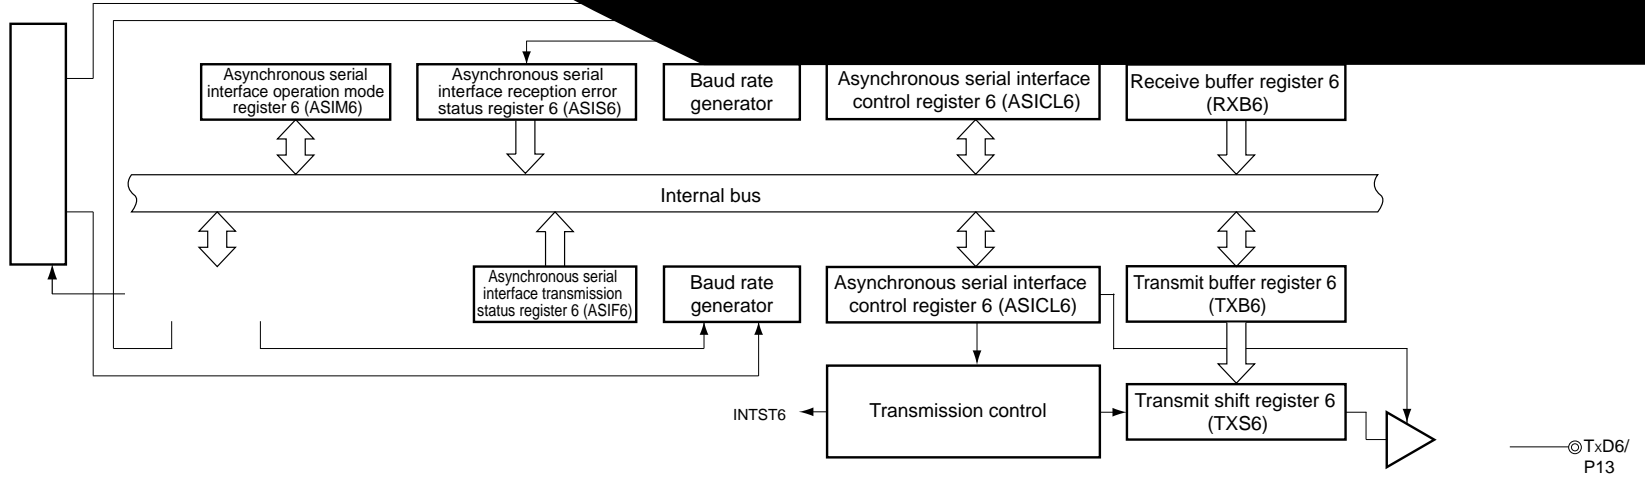 Asynchronous serial
interface operation mode
register 6 (ASIM6)
Asynchronous serial
interface reception error
status register 6 (ASIS6)
Baud rate
generator
Asynchronous serial interface
control register 6 (ASICL6)
Receive buffer register 6
(RXB6)
Internal bus
Asynchronous serial
interface transmission
status register 6 (ASIF6)
Baud rate
generator
Asynchronous serial interface
control register 6 (ASICL6)
Transmit buffer register 6
(TXB6)
INTST6
Transmission control
Transmit shift register 6
(TXS6)
TxD6/
P13